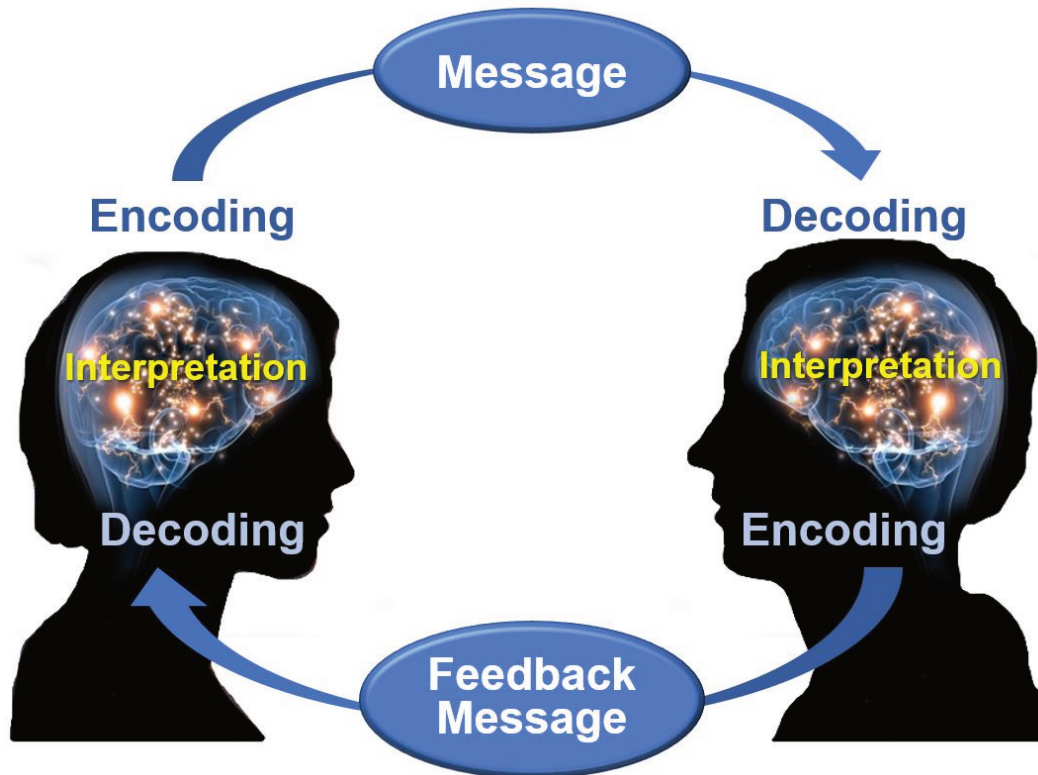 Message
Encoding
Decoding
Interpretation
Interpretation
Decoding
Encoding
Feedback
Message